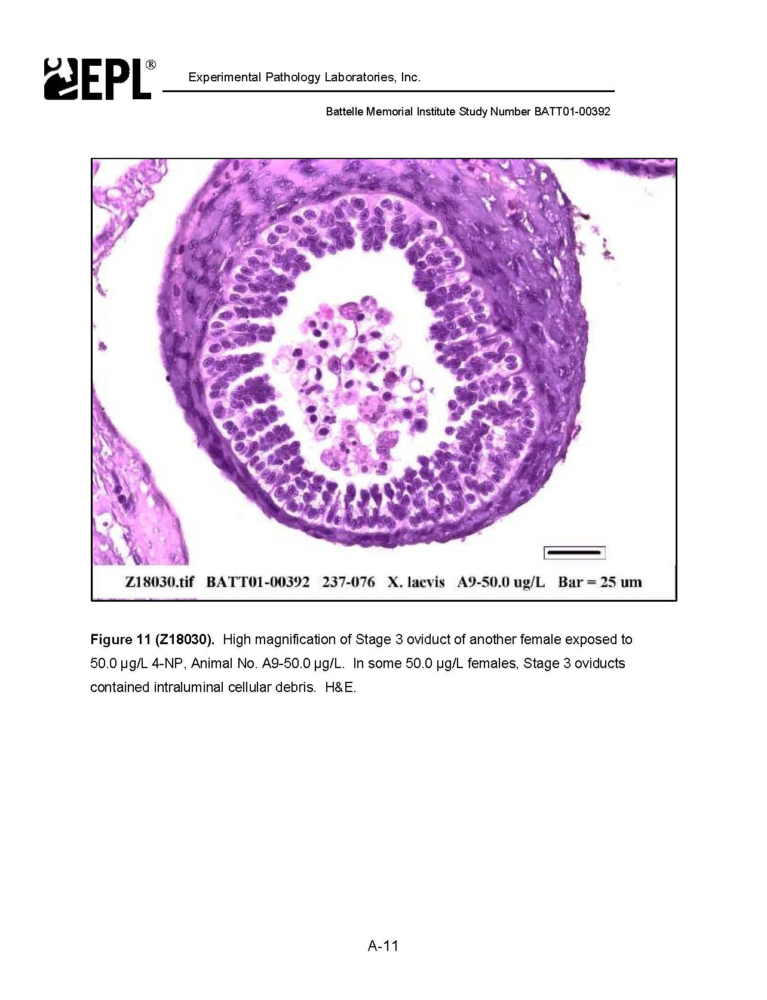 EPL®
Experimental Pathology Laboratories, Inc.
Battelle Memorial Institute Study Number BATT01-00392
Z18030.tif BATT01-00392 237-076 X. laevis A9-50.0 ug/L Bar = 25 um
Figure 11 (Z18030). High magnification of Stage 3 oviduct of another female exposed to
50.0 µg/L 4-NP, Animal No. A9-50.0 µg/L. In some 50.0 µg/L females, Stage 3 oviducts
contained intraluminal cellular debris. H&E.
A-11